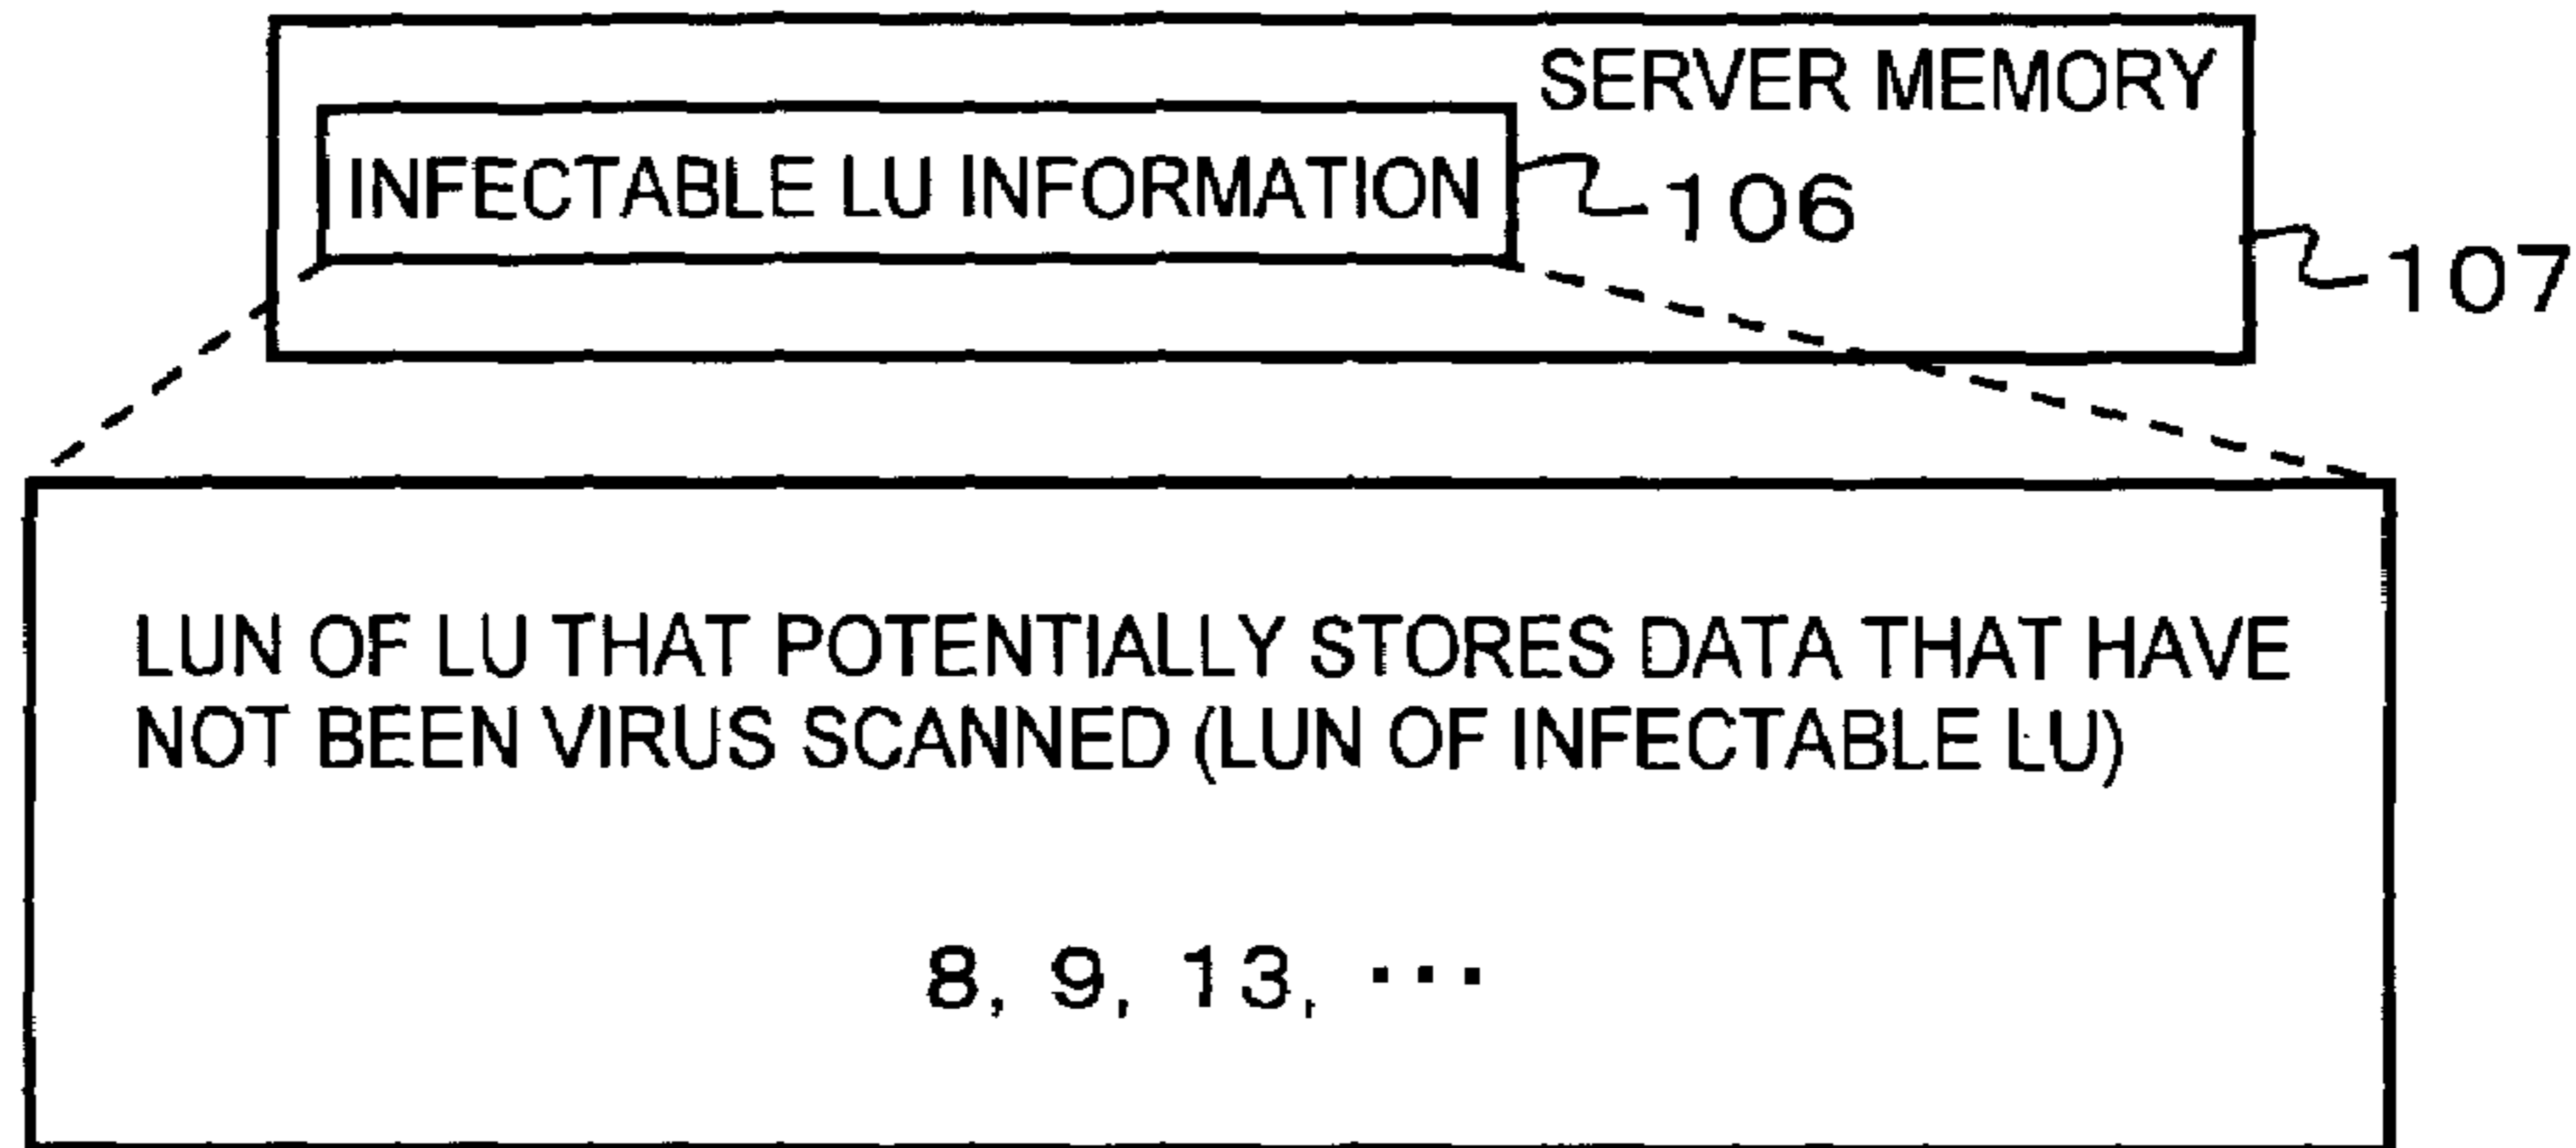 SERVER MEMORY
INFECTABLE LU INFORMATION
106
107
LUN OF LU THAT POTENTIALLY STORES DATA THAT HAVE
NOT BEEN VIRUS SCANNED (LUN OF INFECTABLE LU)
8, 9, 13, ･･･